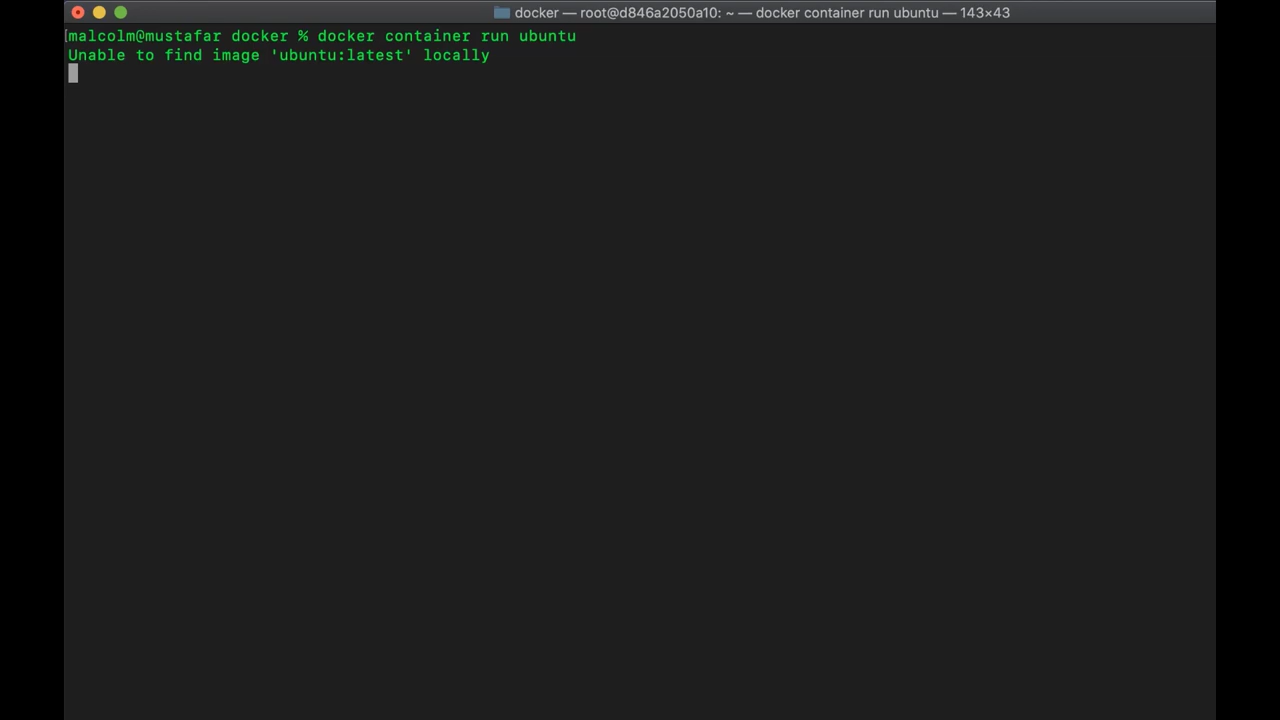 docker — root@d846a2050a10: ~ — docker container run ubuntu — 143×43
[malcolm@mustafar docker % docker container run ubuntu
Unable to find image 'ubuntu:latest' locally